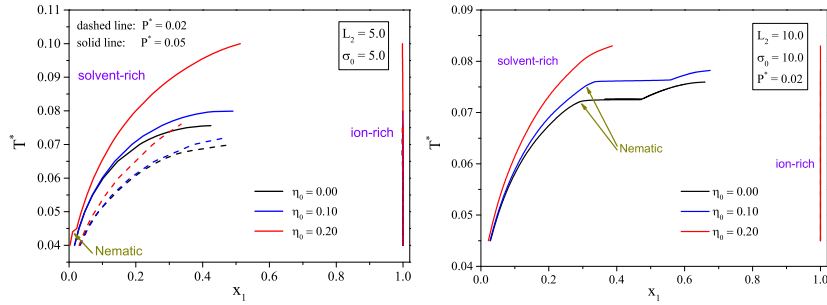 dashed line: P* = 0.02
solid line: P* = 0.05
L2 = 5.0
σ0 = 5.0
solvent-rich
ion-rich
η0 = 0.00
η0 = 0.10
η0 = 0.20
Nematic
T*
0.10
0.09
0.08
0.07
0.06
0.05
0.04
0.0 0.2 0.4 0.6 0.8 1.0
x1
L2 = 10.0
σ0 = 10.0
P* = 0.02
solvent-rich
Nematic
ion-rich
η0 = 0.00
η0 = 0.10
η0 = 0.20
T*
0.09
0.08
0.07
0.06
0.05
0.04
0.0 0.2 0.4 0.6 0.8 1.0
x1